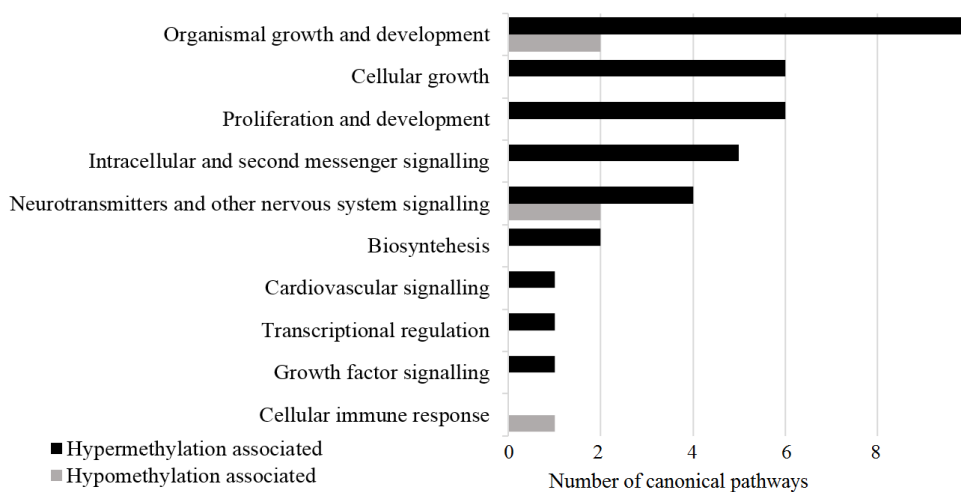 Organismal growth and development
Cellular growth
Proliferation and development
Intracellular and second messenger signalling
Neurotransmitters and other nervous system signalling
Biosyntehesis
Cardiovascular signalling
Transcriptional regulation
Growth factor signalling
Cellular immune response
Hypermethylation associated
Hypomethylation associated
0 2 4 6 8
Number of canonical pathways